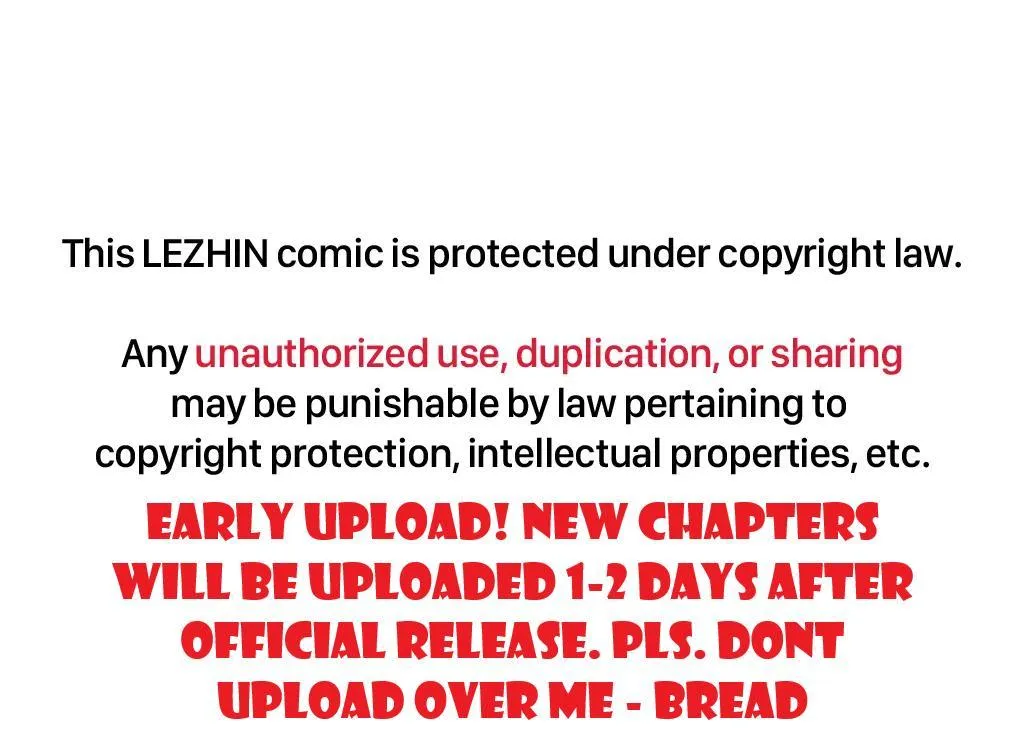 This LEZHIN comic is protected under copyright law.
Any unauthorized use, duplication, or sharing
may be punishable by law pertaining to
copyright protection, intellectual properties, etc.
EARLY UPLOAD! NEW CHAPTERS
WILL BE UPLOADED 1-2 DAYS AFTER
OFFICIAL RELEASE. PLS. DONT
UPLOAD OVER ME - BREAD